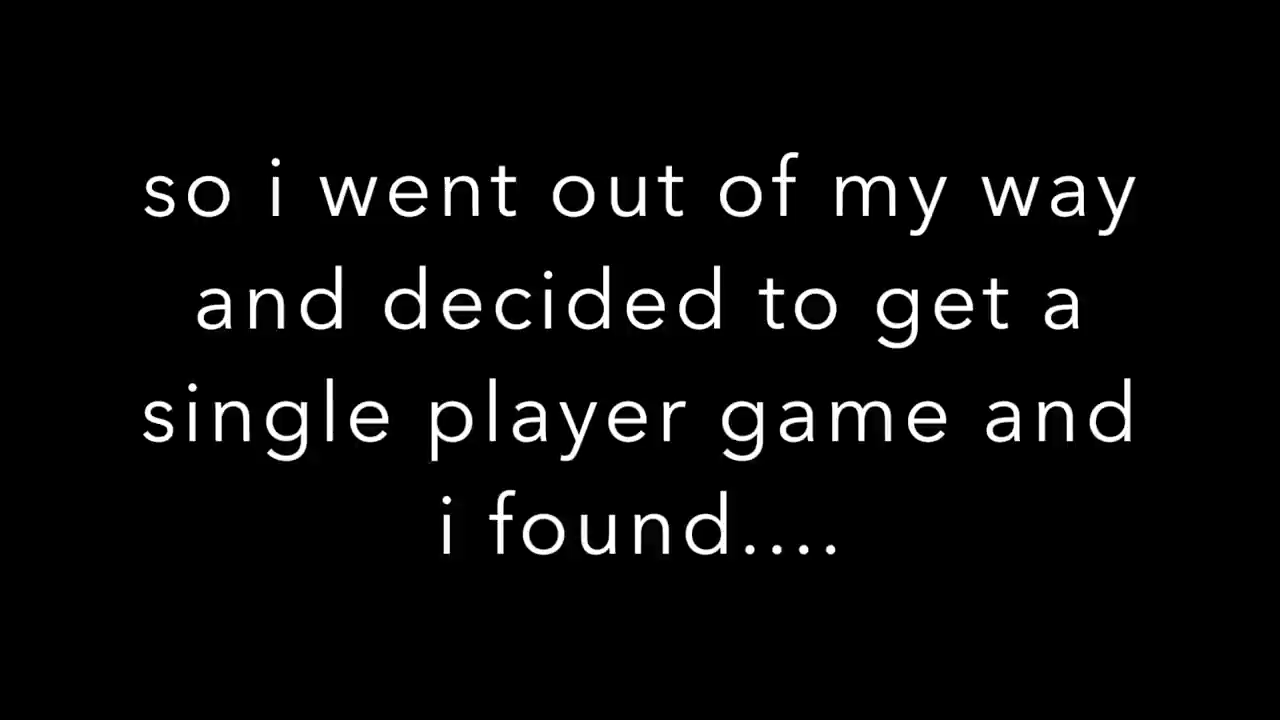 so i went out of my way
and decided to get a
single player game and
i found....